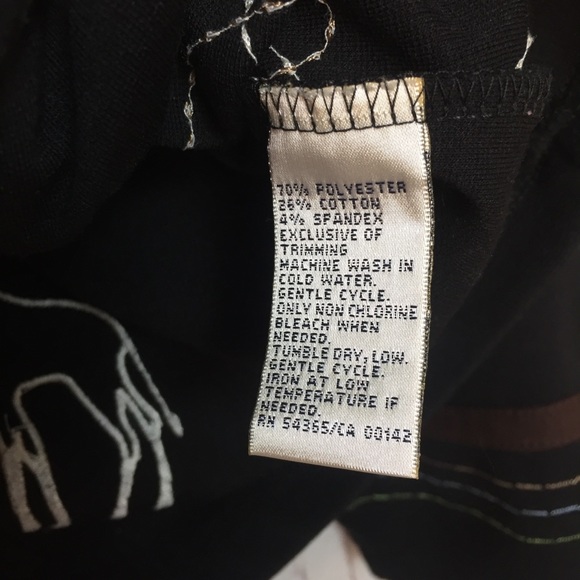 70% POLYESTER
26% COTTON
4% SPANDEX
EXCLUSIVE OF
TRIMMING
MACHINE WASH IN
COLD WATER.
GENTLE CYCLE.
ONLY NON CHLORINE
BLEACH WHEN
NEEDED.
TUMBLE DRY, LOW.
GENTLE CYCLE.
IRON AT LOW
TEMPERATURE IF
NEEDED.
RN 54365/CA 00142